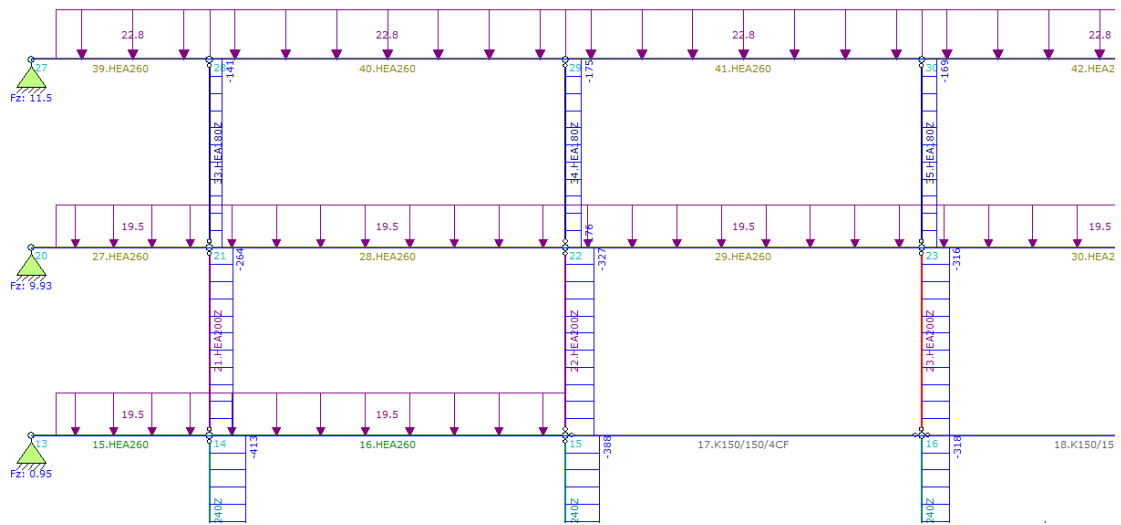 22.8
22.8
22.8
22.8
27
39.HEA260
28
-141
40.HEA260
29
-175
41.HEA260
30
-169
42.HEA2
Fz: 11.5
33.HEA180Z
34.HEA180Z
35.HEA180Z
19.5
19.5
19.5
19.5
20
27.HEA260
21
-264
28.HEA260
22
-327
29.HEA260
23
-316
30.HEA2
Fz: 9.93
21.HEA200Z
22.HEA200Z
23.HEA200Z
19.5
19.5
13
15.HEA260
14
-413
16.HEA260
15
-388
17.K150/150/4CF
16
-318
18.K150/15
Fz: 0.95
240Z
240Z
240Z